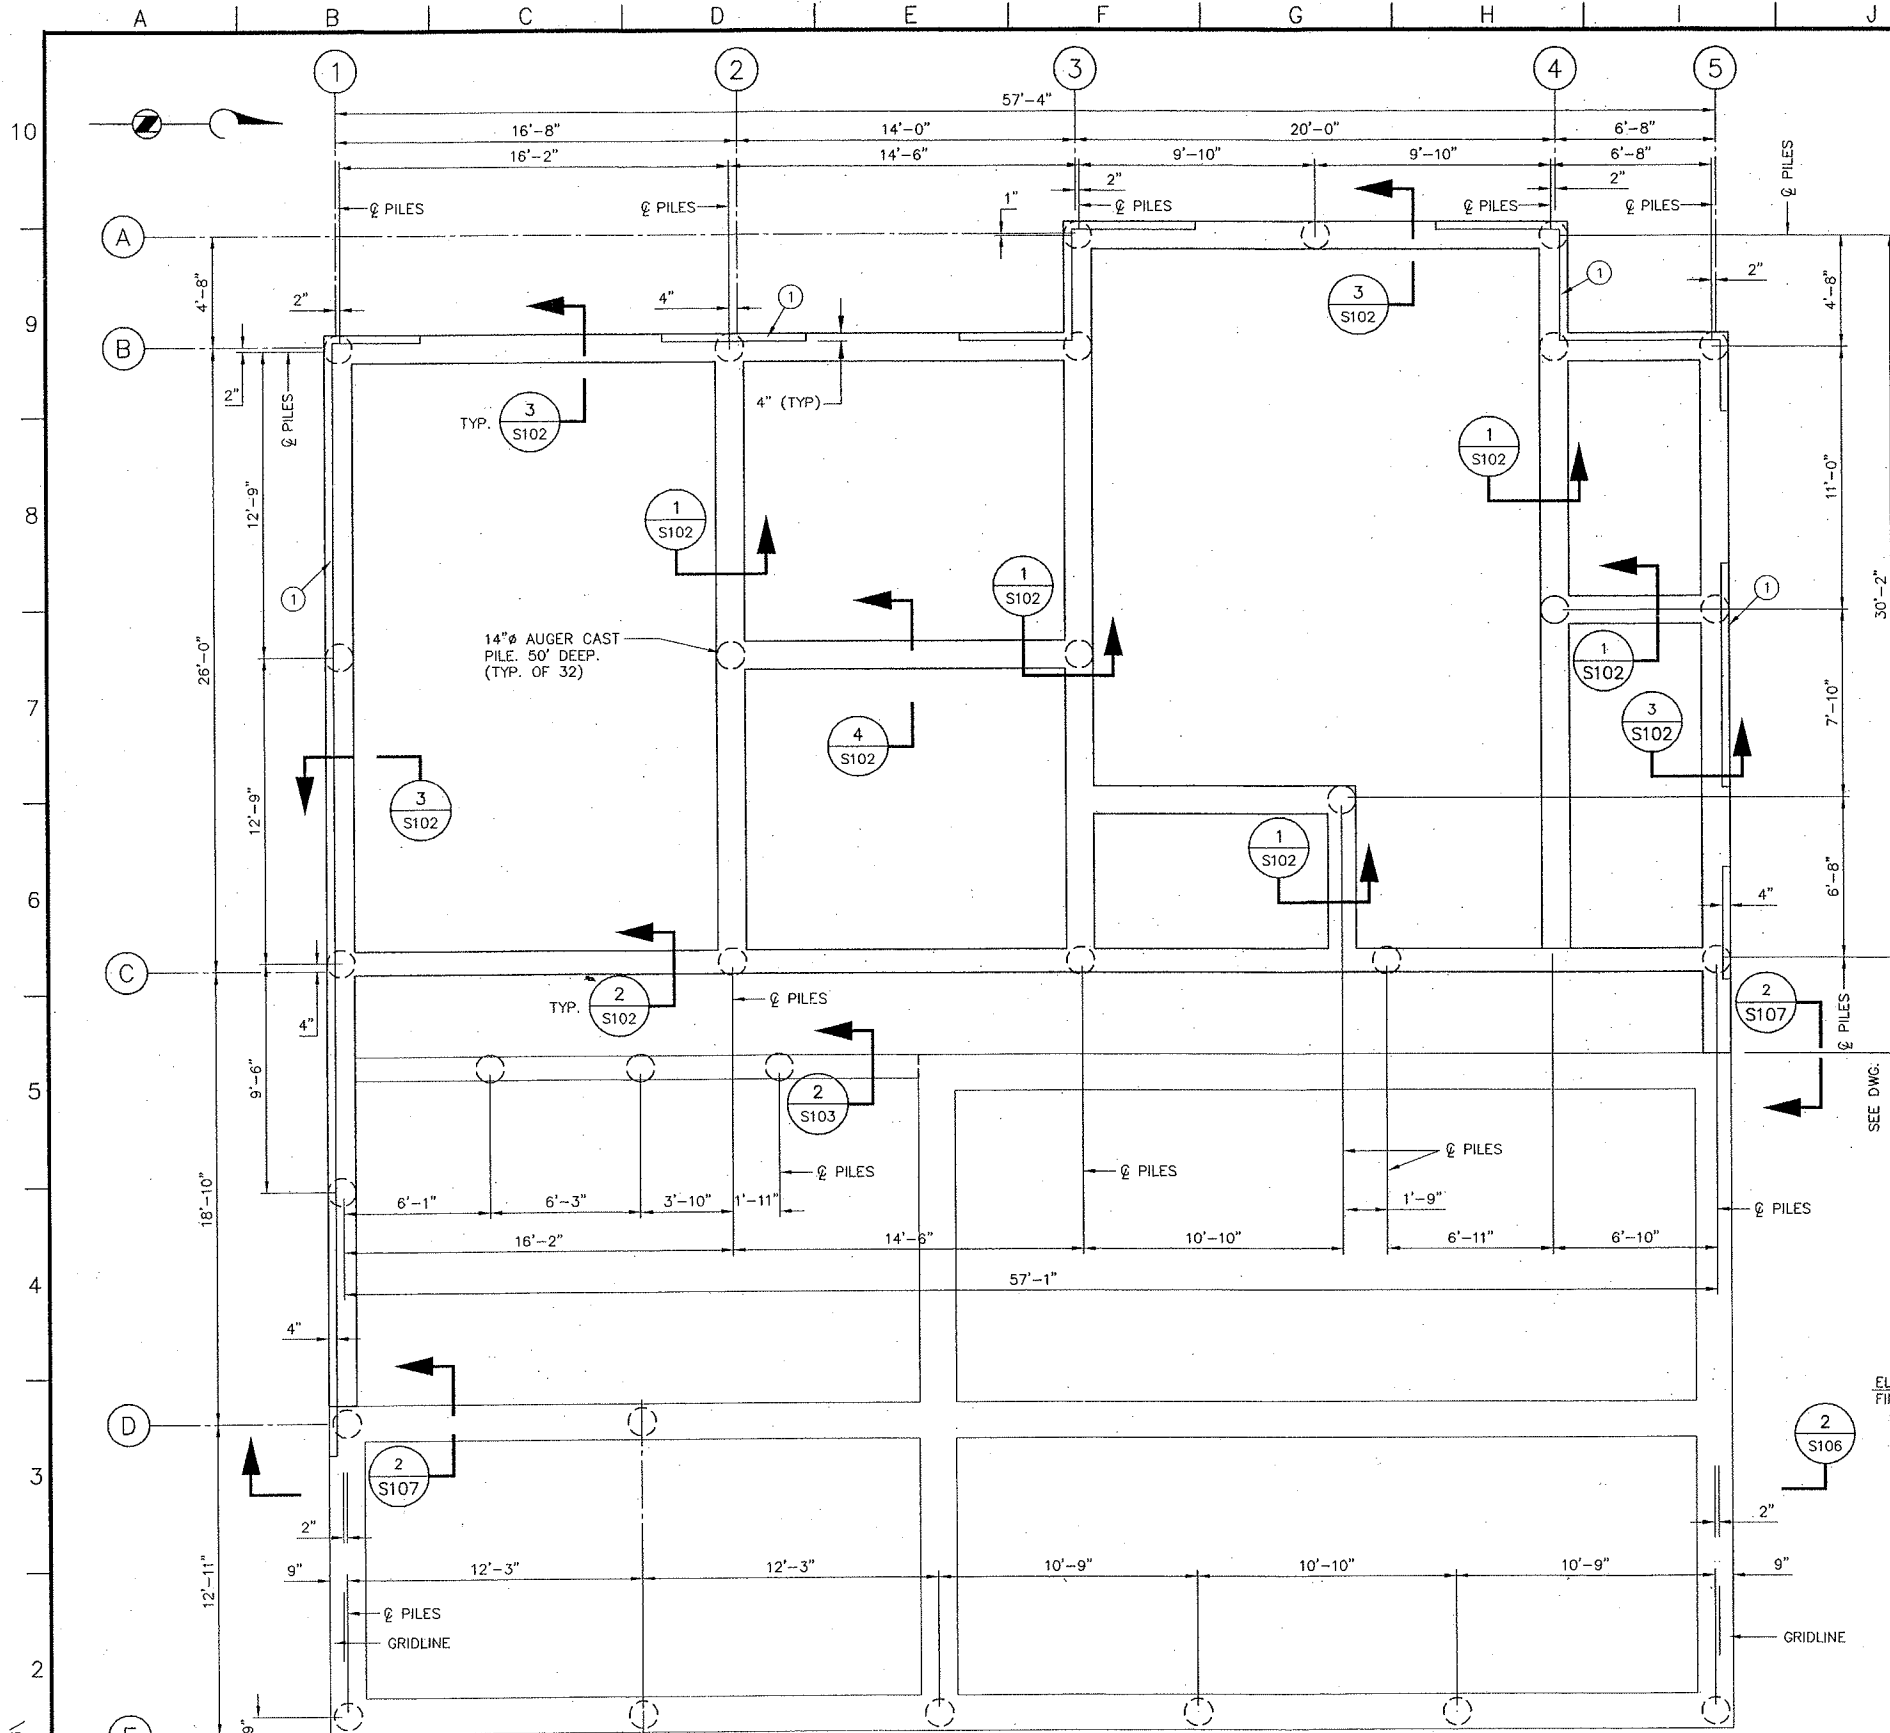 A B C D E F G H I J
1 2 3 4 5
57'-4"
10
16'-8" 14'-0" 20'-0" 6'-8"
16'-2" 14'-6" 9'-10" 9'-10" 6'-8"
2" 2"
1"
℄ PILES ℄ PILES ℄ PILES ℄ PILES ℄ PILES
℄ PILES
A
4'-8"
2" 4" 1 1 2"
4'-8"
3
S102
9
B
2"
℄ PILES
4" (TYP)
TYP.
3
S102
1
S102
12'-9"
11'-0"
8
1
S102
1
S102
30'-2"
1
1
14"ø AUGER CAST
PILE. 50' DEEP.
(TYP. OF 32)
26'-0"
1
S102
7
7'-10"
3
S102
4
S102
12'-9"
3
S102
1
S102
6
6'-8"
4"
C
TYP.
2
S102
℄ PILES
2
S107
4"
℄ PILES
5
9'-6"
2
S103
SEE DWG.
℄ PILES ℄ PILES ℄ PILES
18'-10"
6'-1" 6'-3" 3'-10" 1'-11" 1'-9"
℄ PILES
16'-2" 14'-6" 10'-10" 6'-11" 6'-10"
4
57'-1"
4"
D
2
S106
3
2
S107
2" 2"
12'-11"
9" 12'-3" 12'-3" 10'-9" 10'-10" 10'-9" 9"
℄ PILES
GRIDLINE GRIDLINE
2
9"